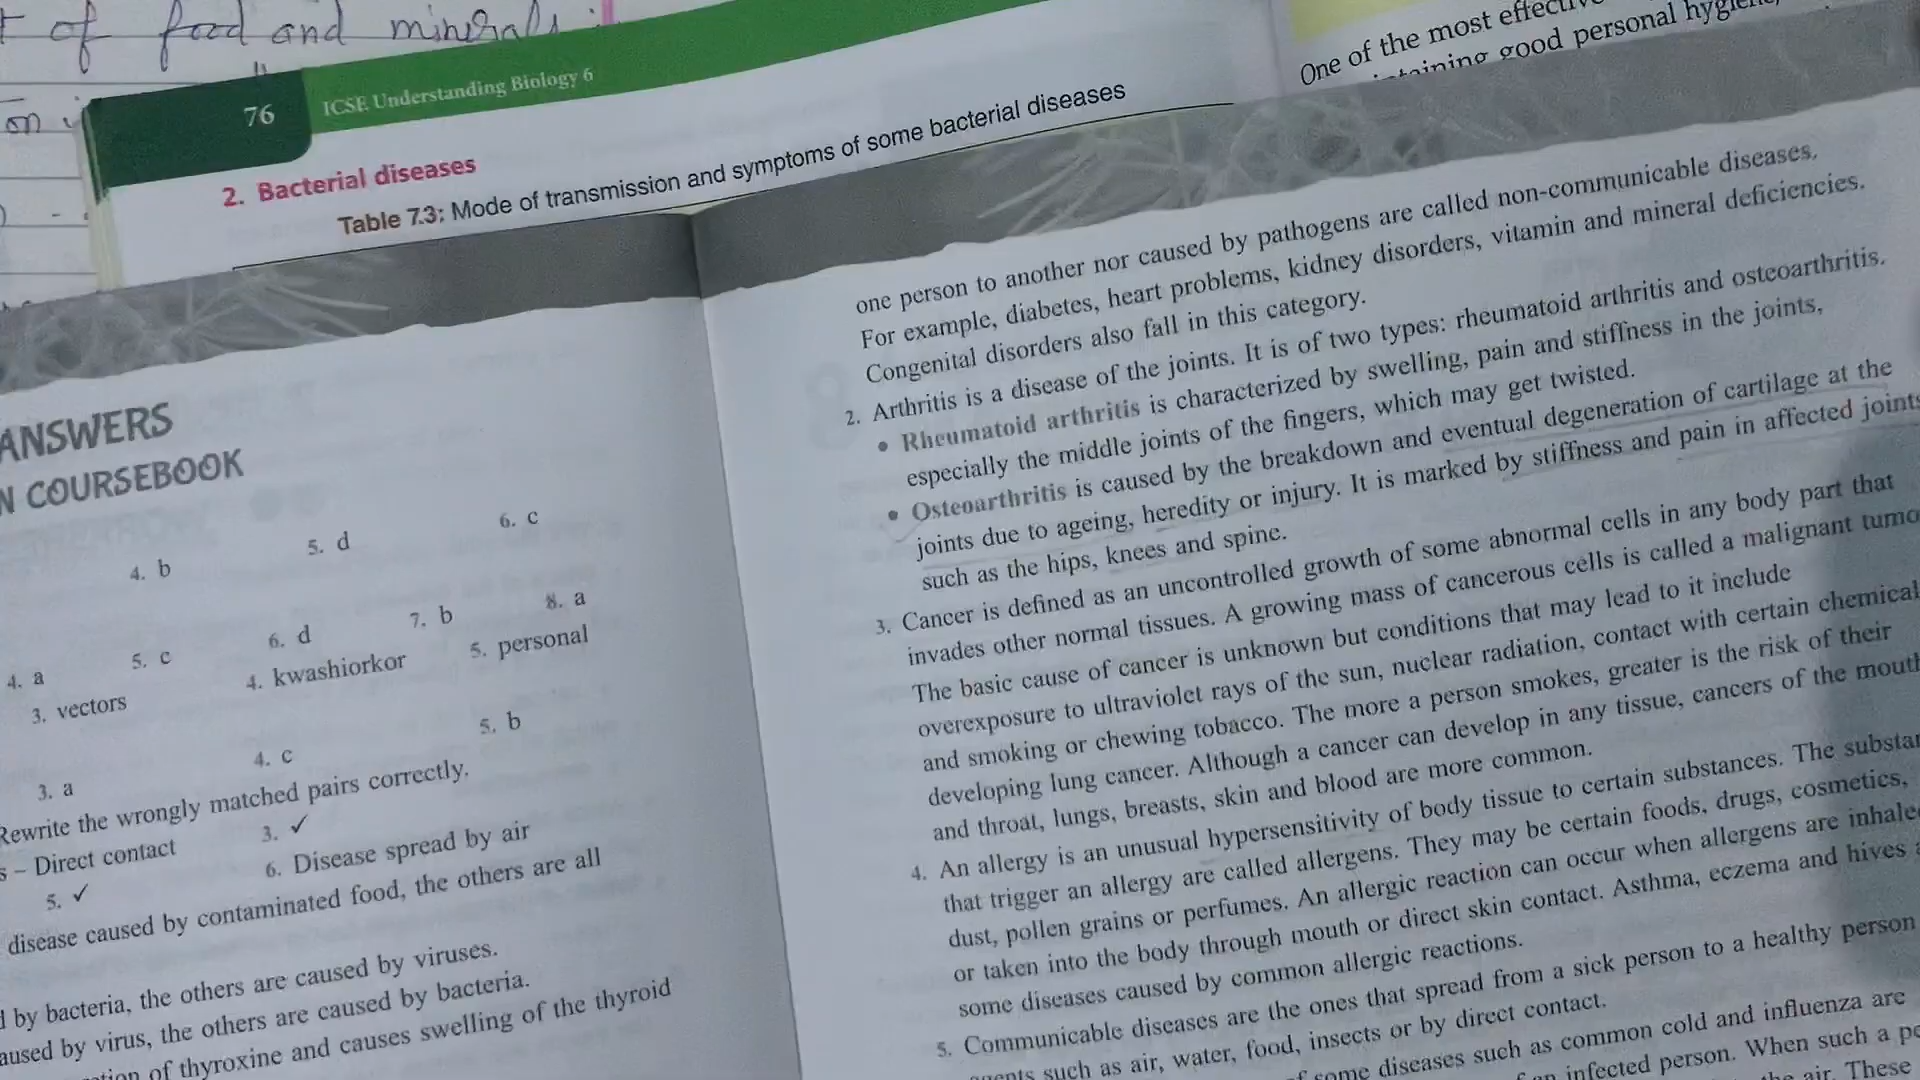 t of food and minerals
on
76
ICSE Understanding Biology 6
2. Bacterial diseases
Table 7.3: Mode of transmission and symptoms of some bacterial diseases
One of the most effective
good personal hygiene,
ANSWERS
N COURSEBOOK
4. b 5. d 6. c
4. a 5. c 6. d 7. b 8. a
3. vectors 4. kwashiorkor 5. personal
3. a 4. c 5. b
Rewrite the wrongly matched pairs correctly.
s – Direct contact 3. ✓
5. ✓ 6. Disease spread by air
disease caused by contaminated food, the others are all
d by bacteria, the others are caused by viruses.
aused by virus, the others are caused by bacteria.
tion of thyroxine and causes swelling of the thyroid
one person to another nor caused by pathogens are called non-communicable diseases.
For example, diabetes, heart problems, kidney disorders, vitamin and mineral deficiencies.
Congenital disorders also fall in this category.
2. Arthritis is a disease of the joints. It is of two types: rheumatoid arthritis and osteoarthritis.
• Rheumatoid arthritis is characterized by swelling, pain and stiffness in the joints,
especially the middle joints of the fingers, which may get twisted.
• Osteoarthritis is caused by the breakdown and eventual degeneration of cartilage at the
joints due to ageing, heredity or injury. It is marked by stiffness and pain in affected joints
such as the hips, knees and spine.
3. Cancer is defined as an uncontrolled growth of some abnormal cells in any body part that
invades other normal tissues. A growing mass of cancerous cells is called a malignant tumo
The basic cause of cancer is unknown but conditions that may lead to it include
overexposure to ultraviolet rays of the sun, nuclear radiation, contact with certain chemical
and smoking or chewing tobacco. The more a person smokes, greater is the risk of their
developing lung cancer. Although a cancer can develop in any tissue, cancers of the mouth
and throat, lungs, breasts, skin and blood are more common.
4. An allergy is an unusual hypersensitivity of body tissue to certain substances. The substan
that trigger an allergy are called allergens. They may be certain foods, drugs, cosmetics,
dust, pollen grains or perfumes. An allergic reaction can occur when allergens are inhaled
or taken into the body through mouth or direct skin contact. Asthma, eczema and hives a
some diseases caused by common allergic reactions.
5. Communicable diseases are the ones that spread from a sick person to a healthy person
such as air, water, food, insects or by direct contact.
some diseases such as common cold and influenza are
infected person. When such a pe
the air. These